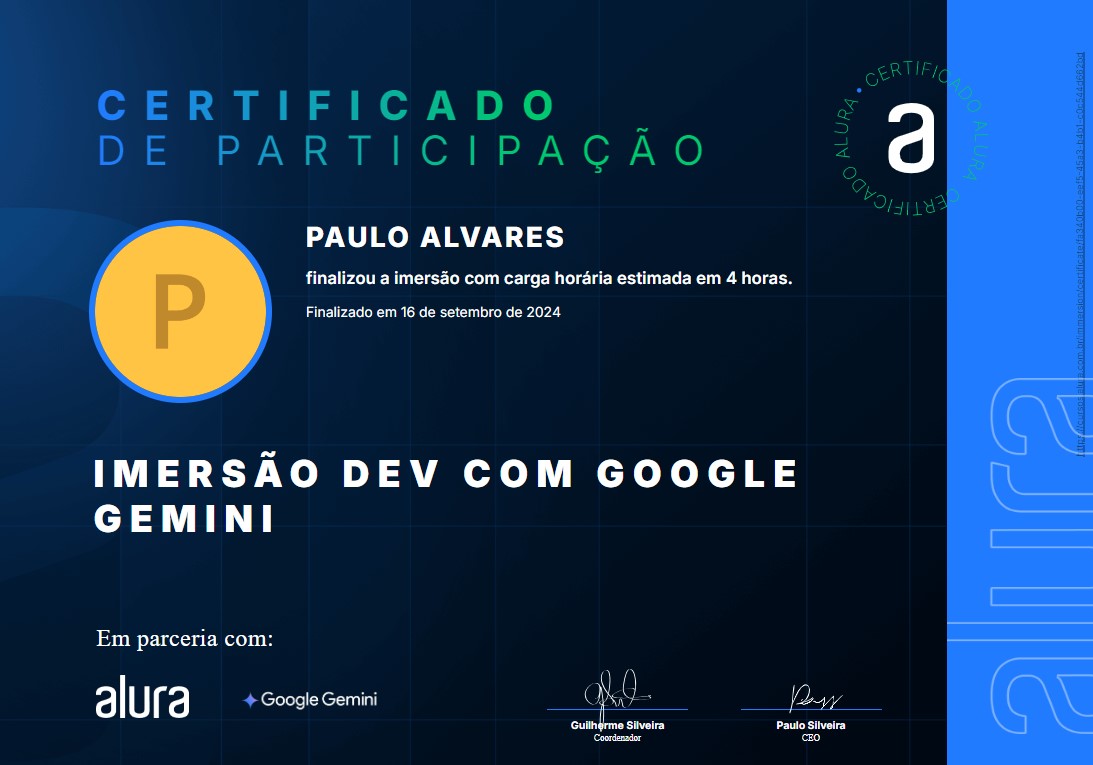 CERTIFICADO
DE PARTICIPAÇÃO
CERTIFICADO ALURA • CERTIFICADO ALURA
a
PAULO ALVARES
finalizou a imersão com carga horária estimada em 4 horas.
Finalizado em 16 de setembro de 2024
P
IMERSÃO DEV COM GOOGLE
GEMINI
Em parceria com:
alura
Google Gemini
Guilherme Silveira
Coordenador
Paulo Silveira
CEO
alura